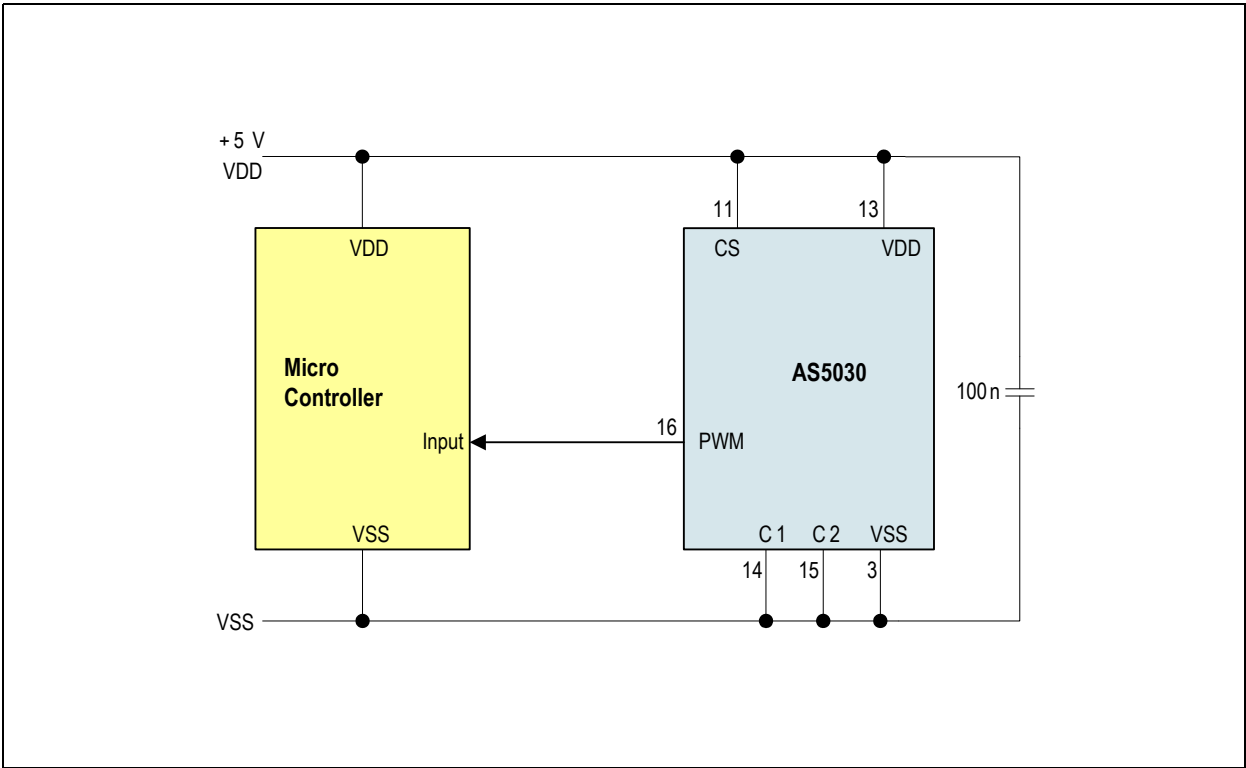 +5 V
VDD
11
13
VDD
CS
VDD
Micro
Controller
AS5030
100n
Input
16
PWM
VSS
C1
C2
VSS
14
15
3
VSS